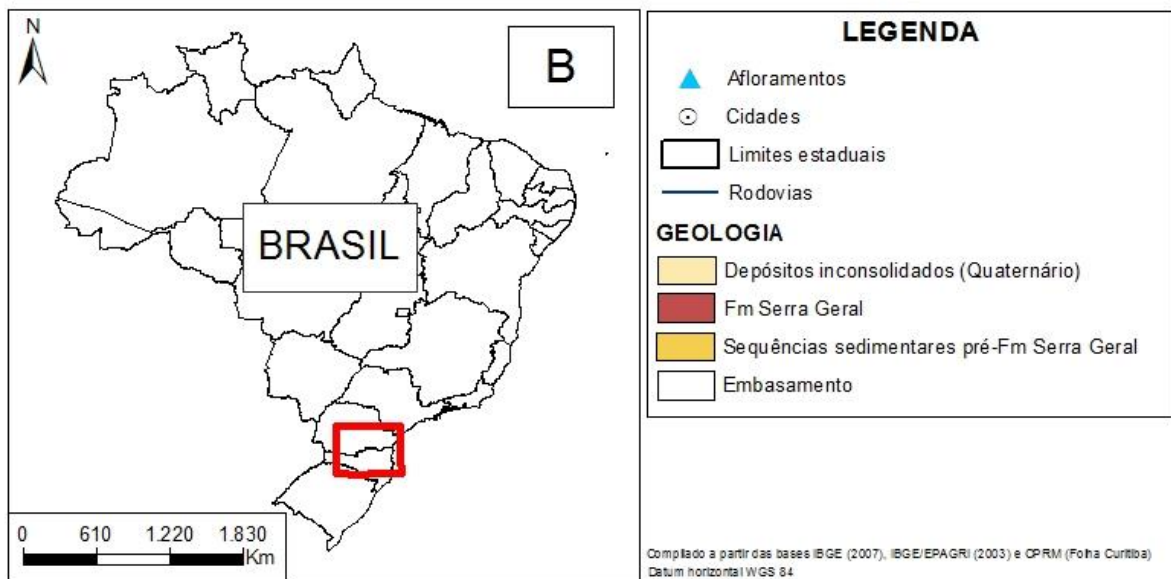 N
B
BRASIL
0 610 1.220 1.830
Km
LEGENDA
Afloramentos
Cidades
Limites estaduais
Rodovias
GEOLOGIA
Depósitos inconsolidados (Quaternário)
Fm Serra Geral
Sequências sedimentares pré-Fm Serra Geral
Embasamento
Compilado a partir das bases IBGE (2007), IBGE/EPAGRI (2003) e CPRM (Folha Curitiba)
Datum horizontal WGS 84